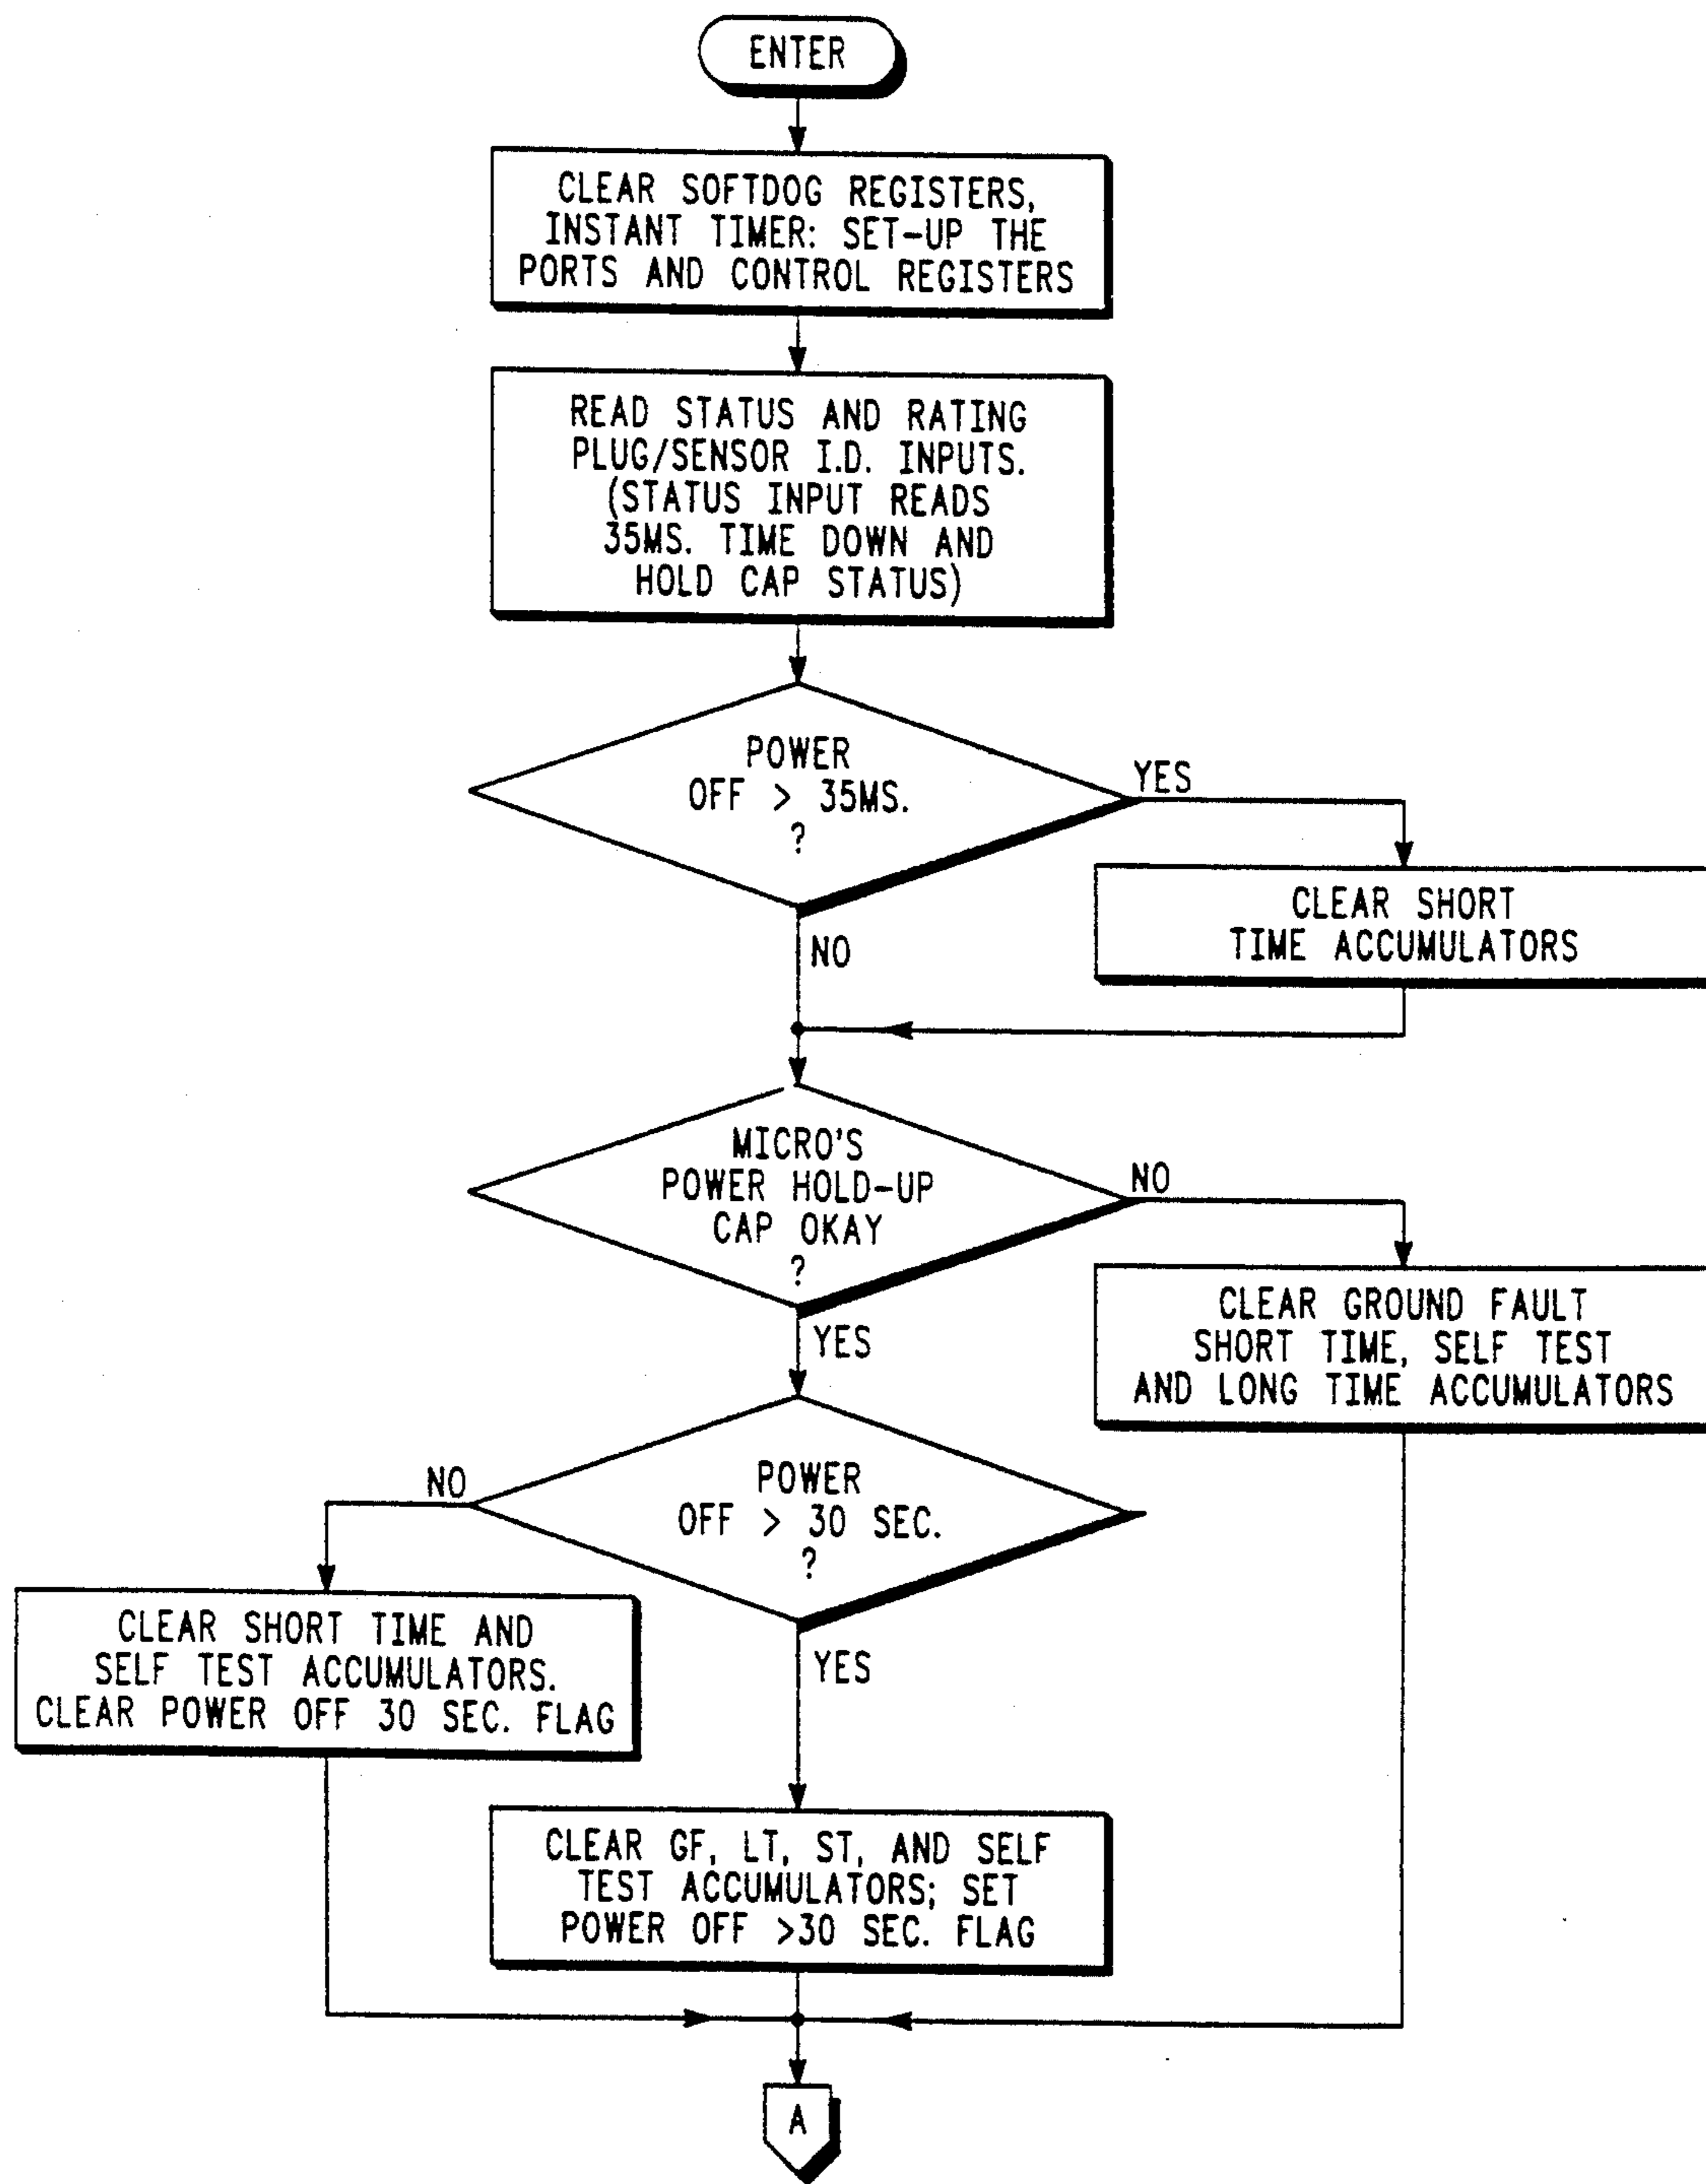 ENTER
CLEAR SOFTDOG REGISTERS,
INSTANT TIMER: SET-UP THE
PORTS AND CONTROL REGISTERS
READ STATUS AND RATING
PLUG/SENSOR I.D. INPUTS.
(STATUS INPUT READS
35MS. TIME DOWN AND
HOLD CAP STATUS)
POWER
OFF > 35MS.
?
YES
CLEAR SHORT
TIME ACCUMULATORS
NO
MICRO'S
POWER HOLD-UP
CAP OKAY
?
NO
CLEAR GROUND FAULT
SHORT TIME, SELF TEST
AND LONG TIME ACCUMULATORS
YES
POWER
OFF > 30 SEC.
?
NO
CLEAR SHORT TIME AND
SELF TEST ACCUMULATORS.
CLEAR POWER OFF 30 SEC. FLAG
YES
CLEAR GF, LT, ST, AND SELF
TEST ACCUMULATORS; SET
POWER OFF >30 SEC. FLAG
A